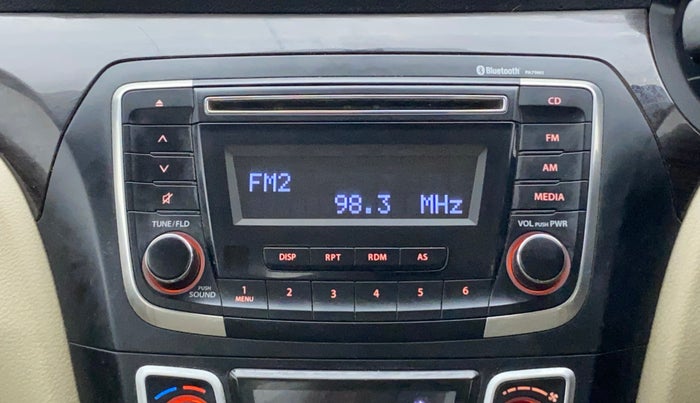 Bluetooth
CD
FM
AM
MEDIA
FM2
98.3 MHz
TUNE/FLD
VOL PUSH PWR
DISP RPT RDM AS
PUSH
SOUND
1 2 3 4 5 6
MENU